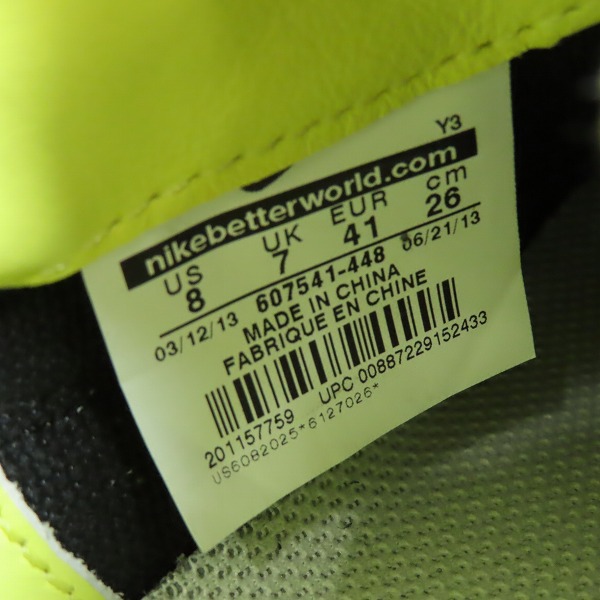 Y3
nikebetterworld.com
US UK EUR cm
8 7 41 26
607541-448
03/12/13 06/21/13
MADE IN CHINA
FABRIQUE EN CHINE
UPC 00887229152433
201157759
US6082025*6127026*